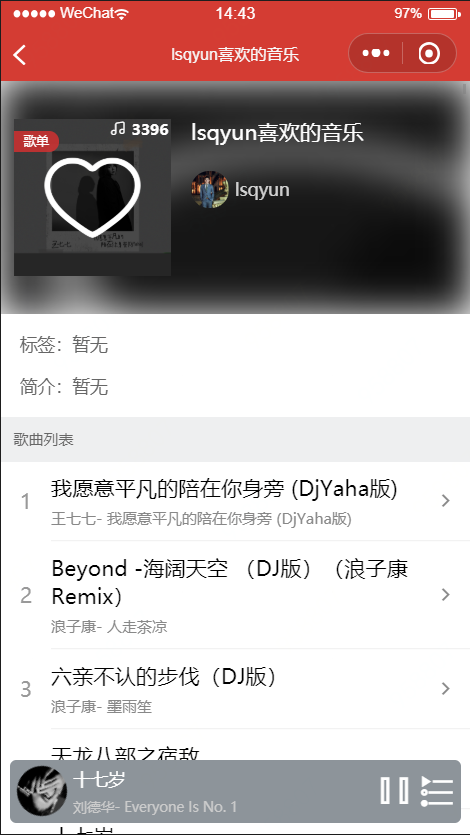 WeChat
14:43
97%
lsqyun喜欢的音乐
歌单
3396
lsqyun喜欢的音乐
lsqyun
标签：暂无
简介：暂无
歌曲列表
1
我愿意平凡的陪在你身旁 (DjYaha版)
王七七- 我愿意平凡的陪在你身旁 (DjYaha版)
2
Beyond -海阔天空 （DJ版）（浪子康
Remix）
浪子康- 人走茶凉
3
六亲不认的步伐（DJ版）
浪子康- 墨雨笙
天龙八部之宿敌
十七岁
刘德华- Everyone Is No. 1
十七岁